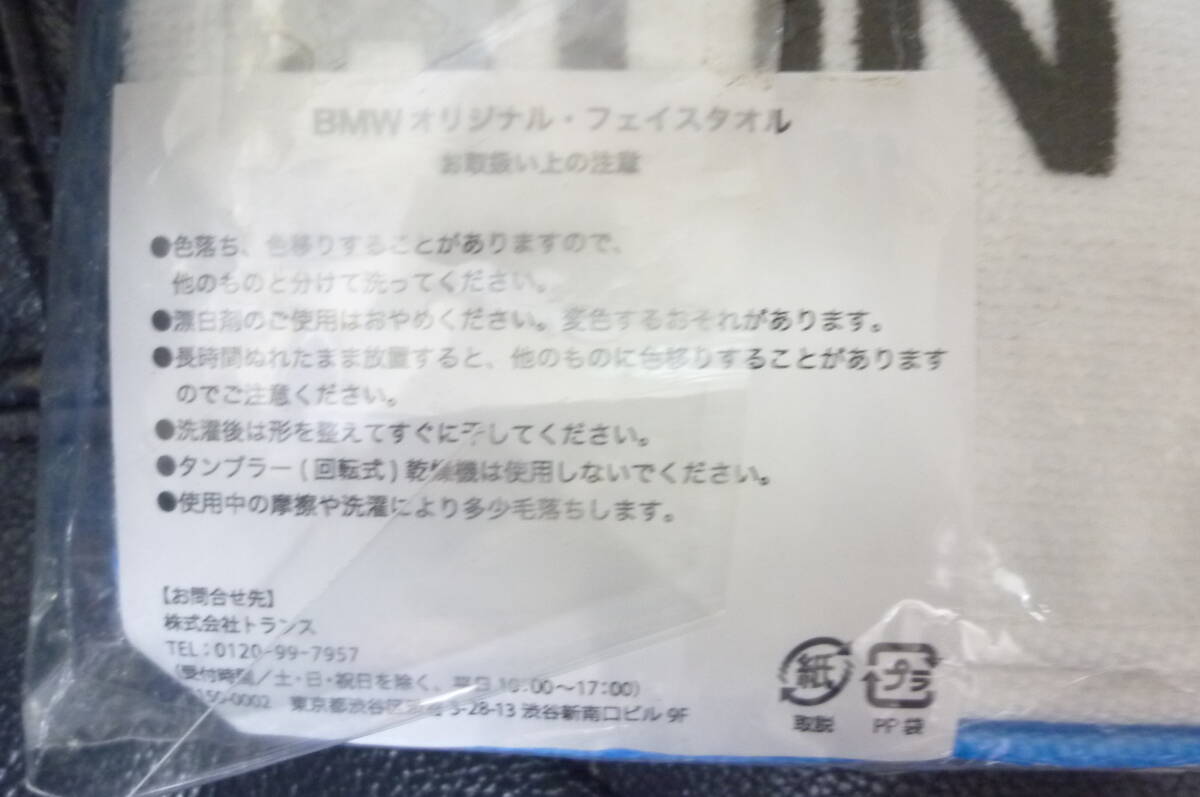 IN
BMWオリジナル・フェイスタオル
お取扱い上の注意
●色落ち、色移りすることがありますので、
他のものと分けて洗ってください。
●漂白剤のご使用はおやめください。変色するおそれがあります。
●長時間ぬれたまま放置すると、他のものに色移りすることがあります
のでご注意ください。
●洗濯後は形を整えてすぐに干してください。
●タンブラー(回転式)乾燥機は使用しないでください。
●使用中の摩擦や洗濯により多少毛落ちします。
【お問合せ先】
株式会社トランス
TEL:0120-99-7957
(受付時間/土・日・祝日を除く、平日10:00〜17:00)
150-0002 東京都渋谷区 3-28-13 渋谷新南口ビル 9F
紙
取説
プラ
PP袋